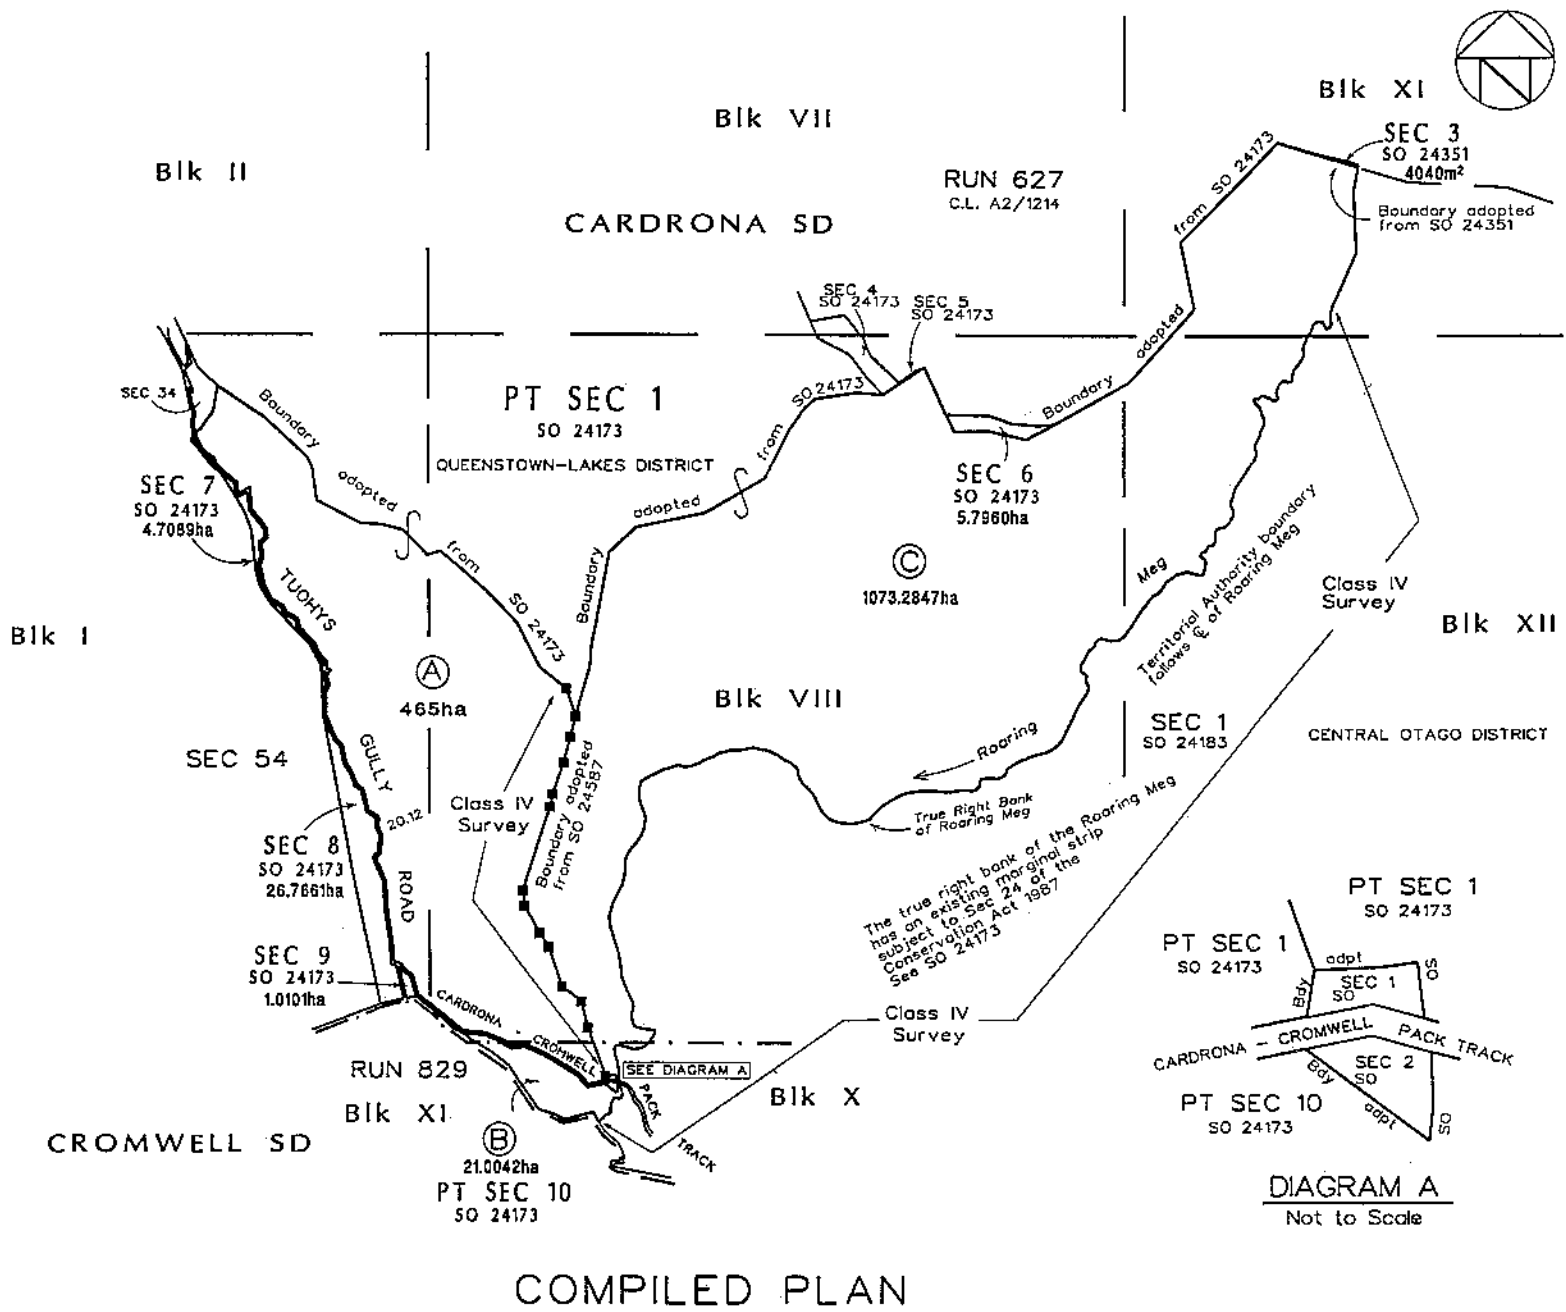 Blk XI
Blk VII
Blk II
SEC 3
SO 24351
4040m²
RUN 627
C.L. A2/1214
CARDRONA SD
from SO 24173
Boundary adopted
from SO 24351
SEC 4
SO 24173
SEC 5
SO 24173
adopted
Boundary
SEC 34
Boundary
adopted
from
SO 24173
PT SEC 1
SO 24173
QUEENSTOWN-LAKES DISTRICT
Boundary
adopted
from
SO 24173
SEC 6
SO 24173
5.7960ha
SEC 7
SO 24173
4.7089ha
C
1073.2847ha
Meg
Territorial Authority boundary
follows ℄ of Roaring Meg
Class IV
Survey
Blk I
TUOHYS
Blk XII
A
465ha
Blk VIII
SEC 1
SO 24183
CENTRAL OTAGO DISTRICT
SEC 54
GULLY
Roaring
Boundary adopted
from SO 24587
Class IV
Survey
20.12
True Right Bank
of Roaring Meg
SEC 8
SO 24173
26.7661ha
ROAD
The true right bank of the Roaring Meg
has an existing marginal strip
subject to Sec 24 of the
Conservation Act 1987
See SO 24173
SEC 9
SO 24173
1.0101ha
CARDRONA
CROMWELL
PACK
TRACK
Class IV
Survey
SEE DIAGRAM A
RUN 829
Blk XI
Blk X
CROMWELL SD
B
21.0042ha
PT SEC 10
SO 24173
PT SEC 1
SO 24173
PT SEC 1
SO 24173
adpt
SO
Bdy
SEC 1
SO
CARDRONA - CROMWELL PACK TRACK
SEC 2
SO
Bdy
adpt
SO
PT SEC 10
SO 24173
DIAGRAM A
Not to Scale
COMPILED PLAN